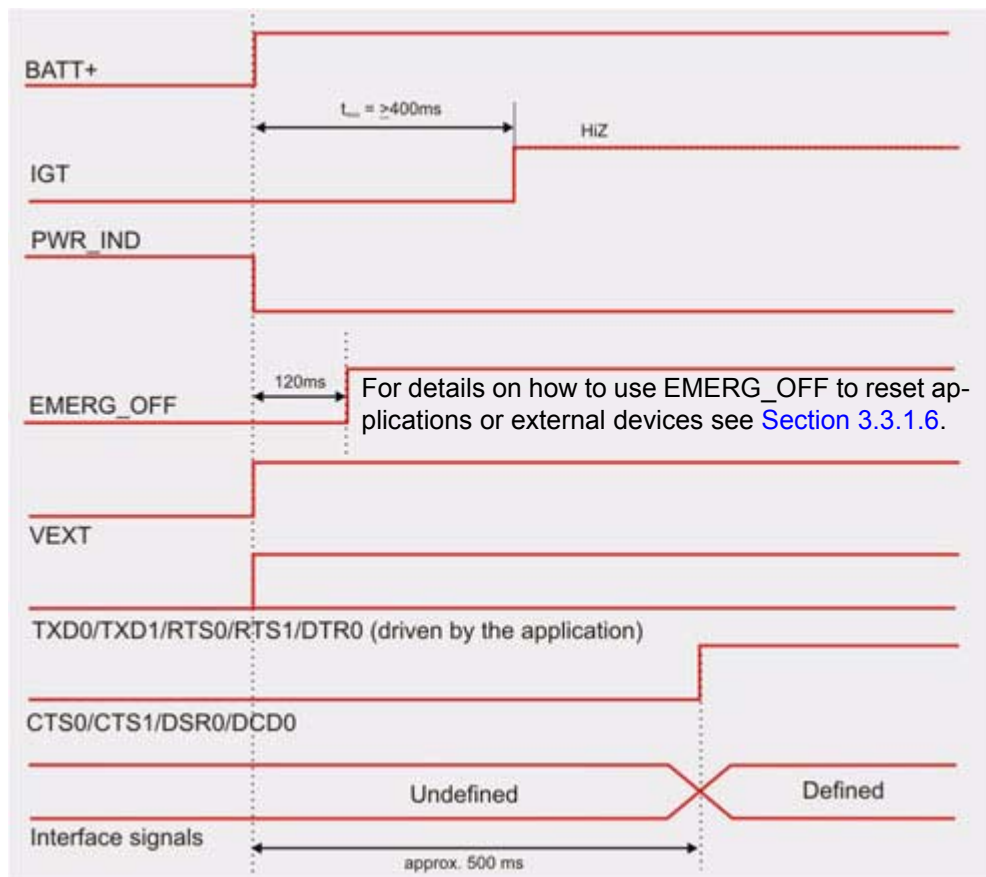 BATT+
= ≥400ms
HiZ
IGT
PWR_IND
120ms
For details on how to use EMERG_OFF to reset ap-
EMERG_OFF
plications or external devices see Section 3.3.1.6.
VEXT
TXD0/TXD1/RTS0/RTS1/DTR0 (driven by the application)
CTS0/CTS1/DSR0/DCD0
Undefined
Defined
Interface signals
approx. 500 ms